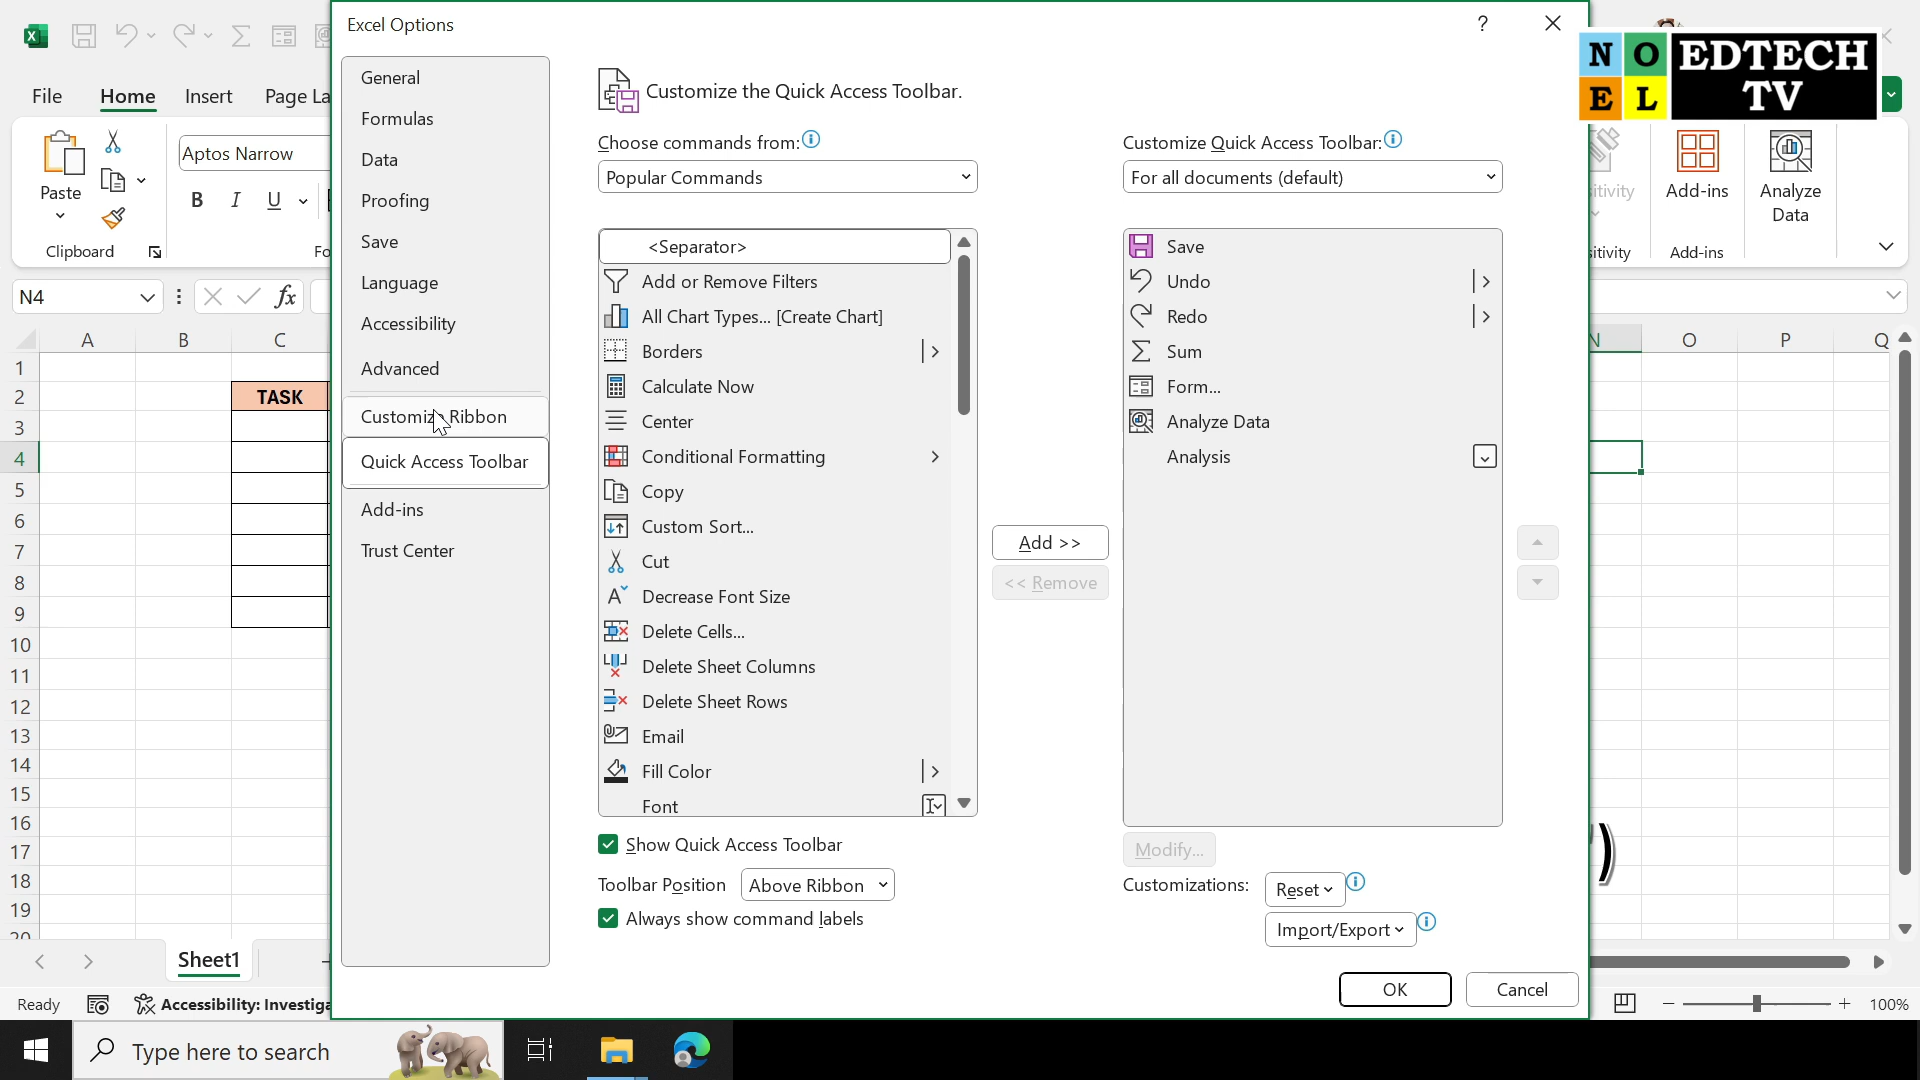 Excel Options
?
N O EDTECH
E L TV
File Home Insert Page La
Paste
Clipboard
Aptos Narrow
B I U
Fo
itivity
itivity
Add-ins
Add-ins
Analyze
Data
N4
fx
General
Formulas
Data
Proofing
Save
Language
Accessibility
Advanced
Customize Ribbon
Quick Access Toolbar
Add-ins
Trust Center
Customize the Quick Access Toolbar.
Choose commands from:
Popular Commands
<Separator>
Add or Remove Filters
All Chart Types... [Create Chart]
Borders
Calculate Now
Center
Conditional Formatting
Copy
Custom Sort...
Cut
Decrease Font Size
Delete Cells...
Delete Sheet Columns
Delete Sheet Rows
Email
Fill Color
Font
Show Quick Access Toolbar
Toolbar Position Above Ribbon
Always show command labels
Add >>
<< Remove
Customize Quick Access Toolbar:
For all documents (default)
Save
Undo
Redo
Sum
Form...
Analyze Data
Analysis
Modify...
Customizations: Reset
Import/Export
OK Cancel
A B C N O P Q
1
2
3
4
5
6
7
8
9
10
11
12
13
14
15
16
17
18
19
20
TASK
")
Sheet1
Ready
Accessibility: Investiga
100%
Type here to search